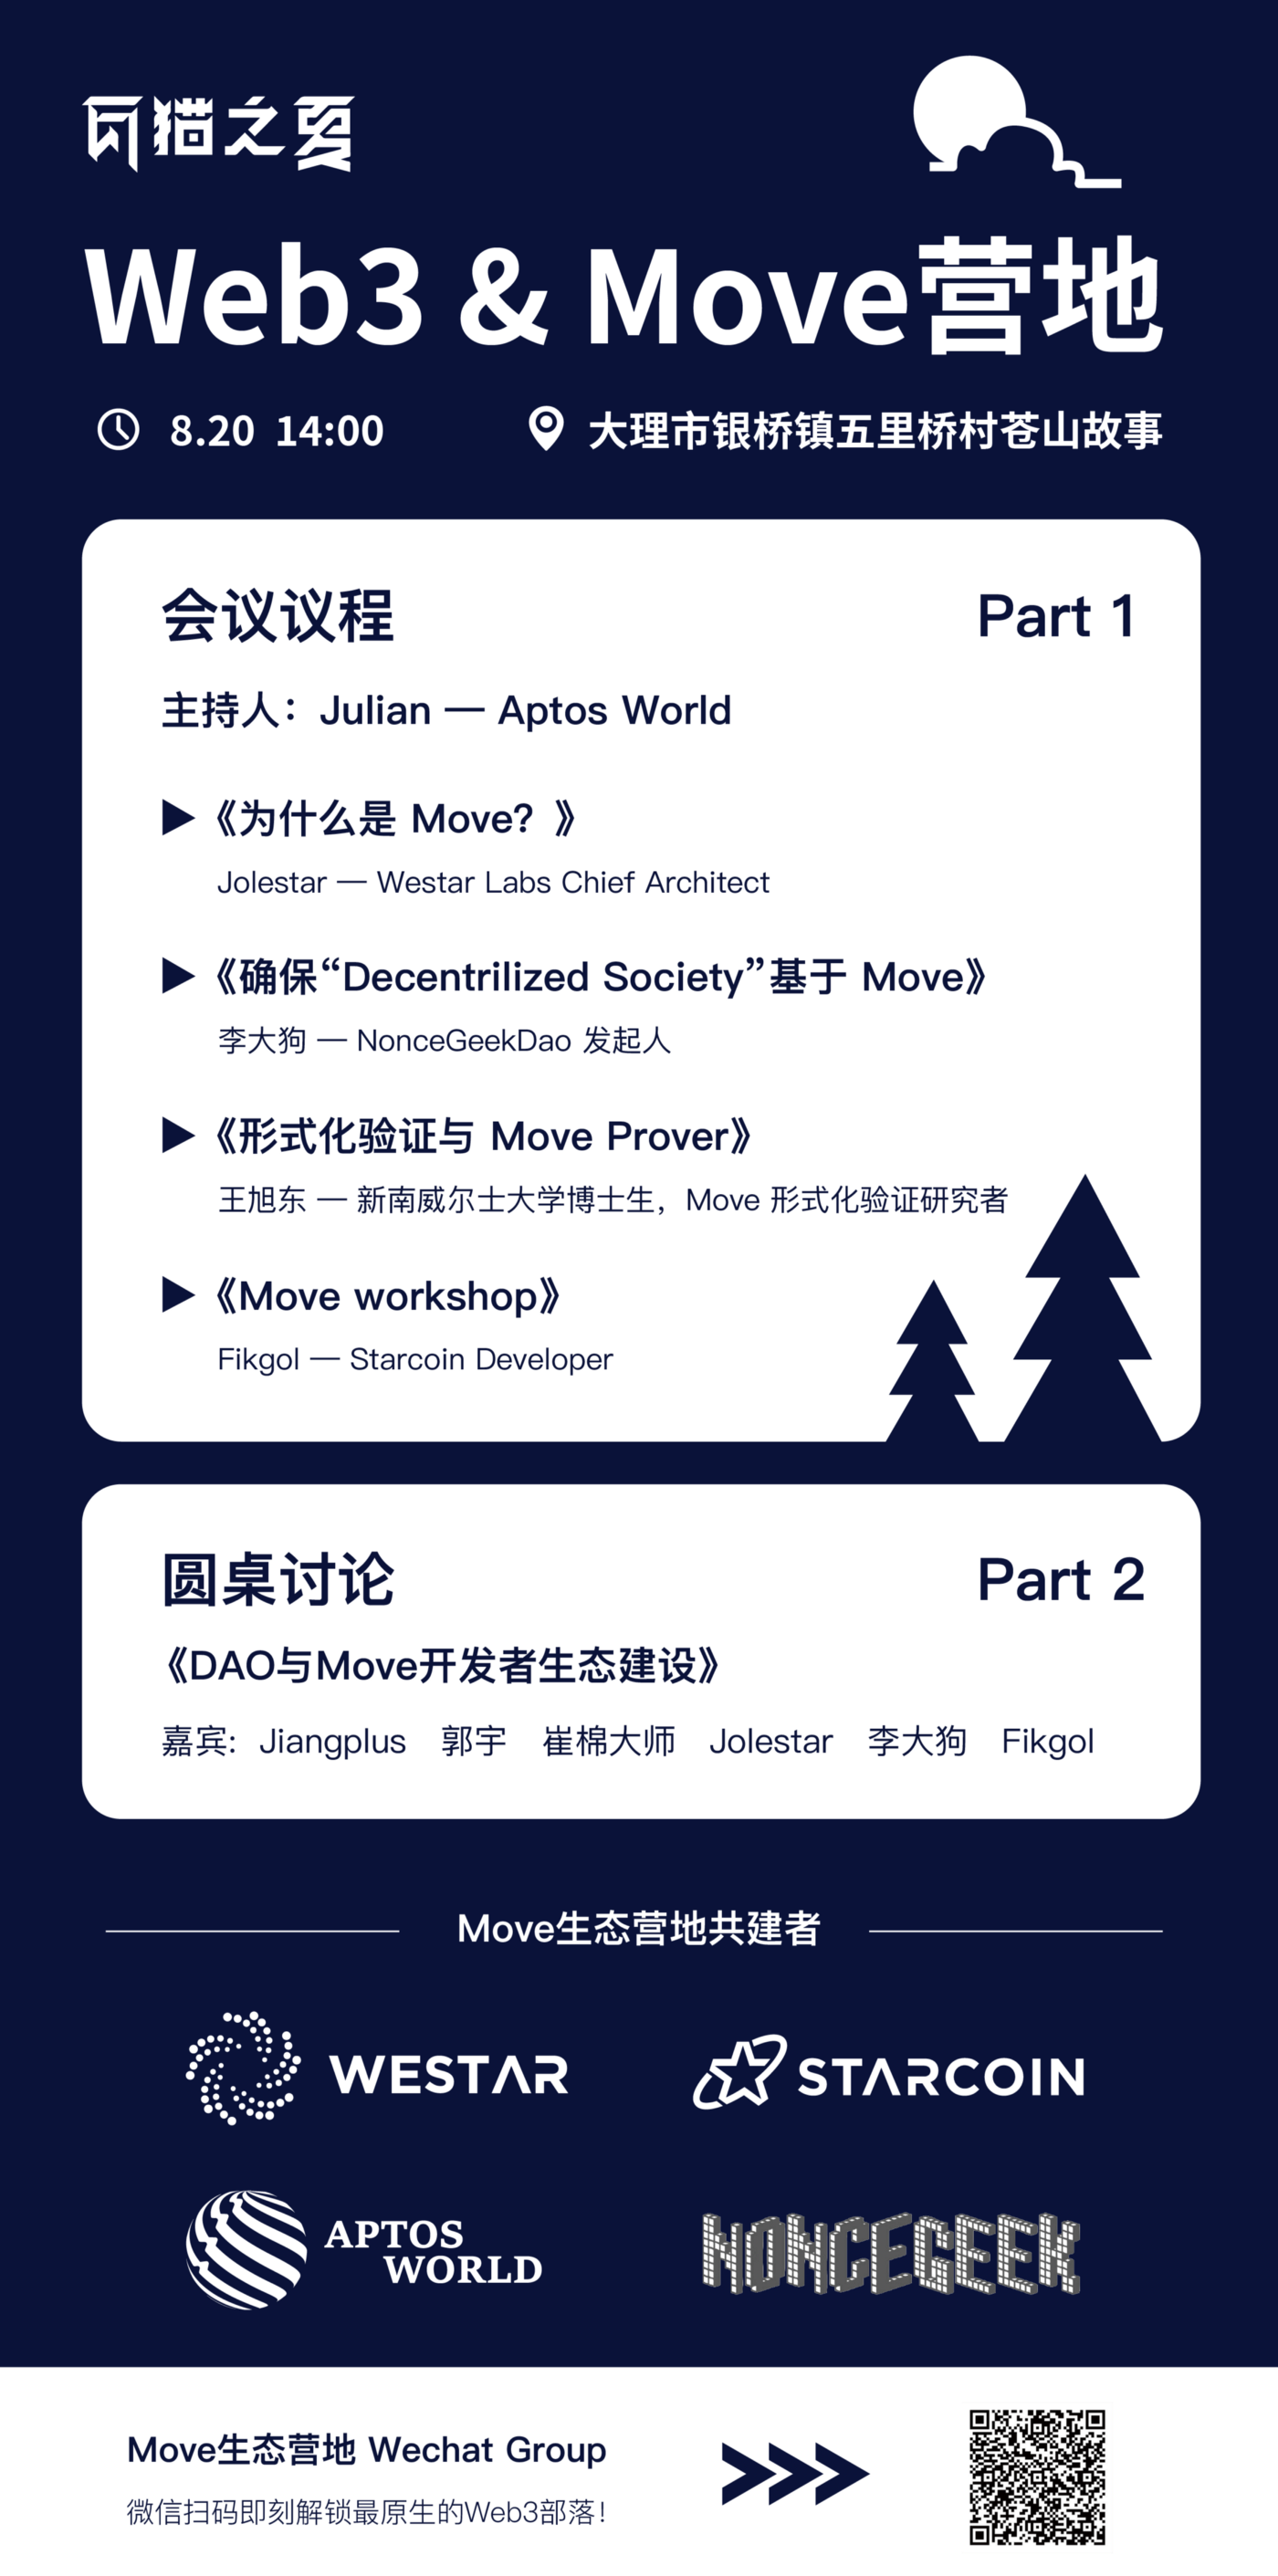 瓦猫之夏
Web3 & Move营地
8.20 14:00
大理市银桥镇五里桥村苍山故事
会议议程
Part 1
主持人：Julian — Aptos World
《为什么是 Move？》
Jolestar — Westar Labs Chief Architect
《确保“Decentrilized Society”基于 Move》
李大狗 — NonceGeekDao 发起人
《形式化验证与 Move Prover》
王旭东 — 新南威尔士大学博士生，Move 形式化验证研究者
《Move workshop》
Fikgol — Starcoin Developer
圆桌讨论
Part 2
《DAO与Move开发者生态建设》
嘉宾：Jiangplus 郭宇 崔棉大师 Jolestar 李大狗 Fikgol
Move生态营地共建者
WESTAR
STARCOIN
APTOS
WORLD
NONCEGEEK
Move生态营地 Wechat Group
微信扫码即刻解锁最原生的Web3部落！